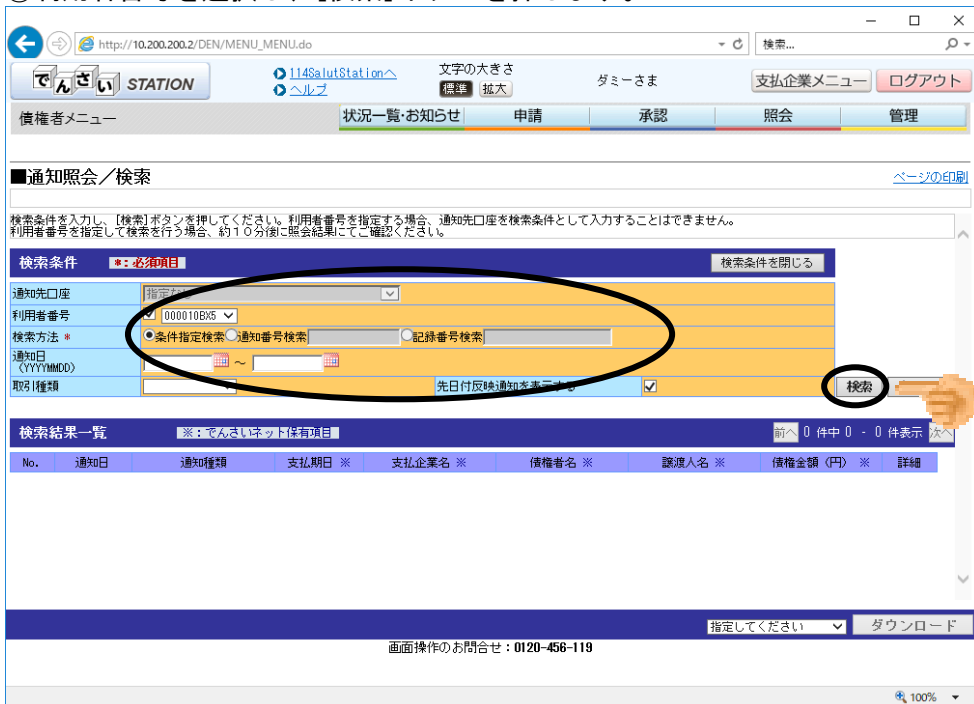 http://10.200.200.2/DEN/MENU_MENU.do
検索...
でんさい STATION
114SalutStationへ
ヘルプ
文字の大きさ
標準 拡大
ダミーさま
支払企業メニュー
ログアウト
債権者メニュー
状況一覧・お知らせ 申請 承認 照会 管理
■通知照会／検索
ページの印刷
検索条件を入力し、[検索]ボタンを押してください。利用者番号を指定する場合、通知先口座を検索条件として入力することはできません。
利用者番号を指定して検索を行う場合、約１０分後に照会結果にてご確認ください。
検索条件 *：必須項目 検索条件を閉じる
通知先口座
利用者番号 000010BX5
検索方法 * 条件指定検索 通知番号検索 記録番号検索
通知日
(YYYYMMDD) ～
取引種類 先日付反映通知を表示する
検索
検索結果一覧 ※：でんさいネット保有項目 前へ 0 件中 0 - 0 件表示 次へ
No. 通知日 通知種類 支払期日 ※ 支払企業名 ※ 債権者名 ※ 譲渡人名 ※ 債権金額（円） ※ 詳細
指定してください ダウンロード
画面操作のお問合せ：0120-456-119
100%